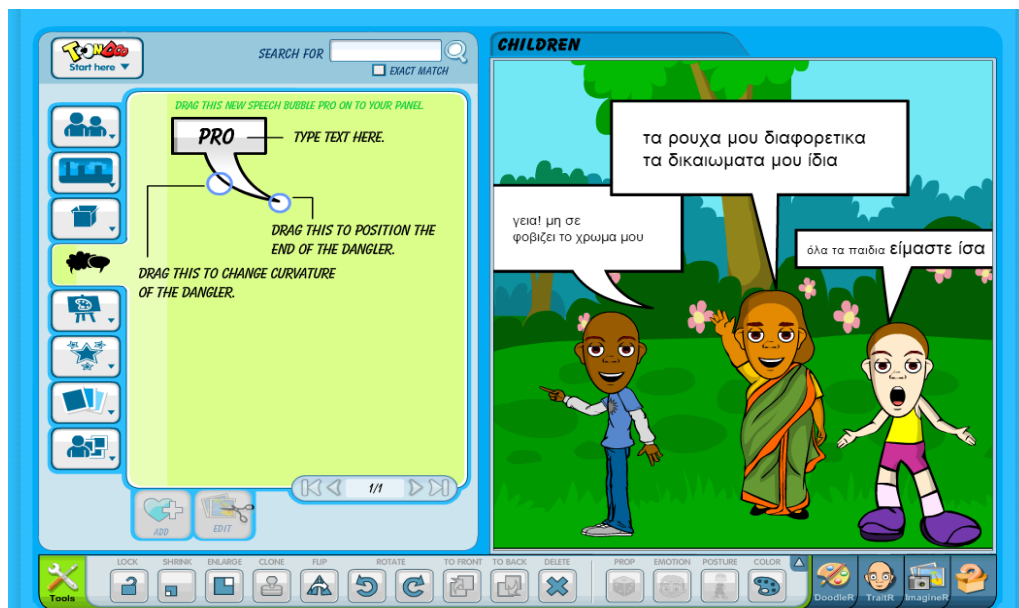 TOONDOO
Start here
SEARCH FOR
EXACT MATCH
DRAG THIS NEW SPEECH BUBBLE PRO ON TO YOUR PANEL.
PRO
TYPE TEXT HERE.
DRAG THIS TO POSITION THE
END OF THE DANGLER.
DRAG THIS TO CHANGE CURVATURE
OF THE DANGLER.
1/1
ADD
EDIT
CHILDREN
τα ρουχα μου διαφορετικα
τα δικαιωματα μου ίδια
γεια! μη σε
φοβιζει το χρωμα μου
όλα τα παιδια είμαστε ίσα
Tools
LOCK SHRINK ENLARGE CLONE FLIP ROTATE TO FRONT TO BACK DELETE PROP EMOTION POSTURE COLOR
DoodleR TraitR ImagineR